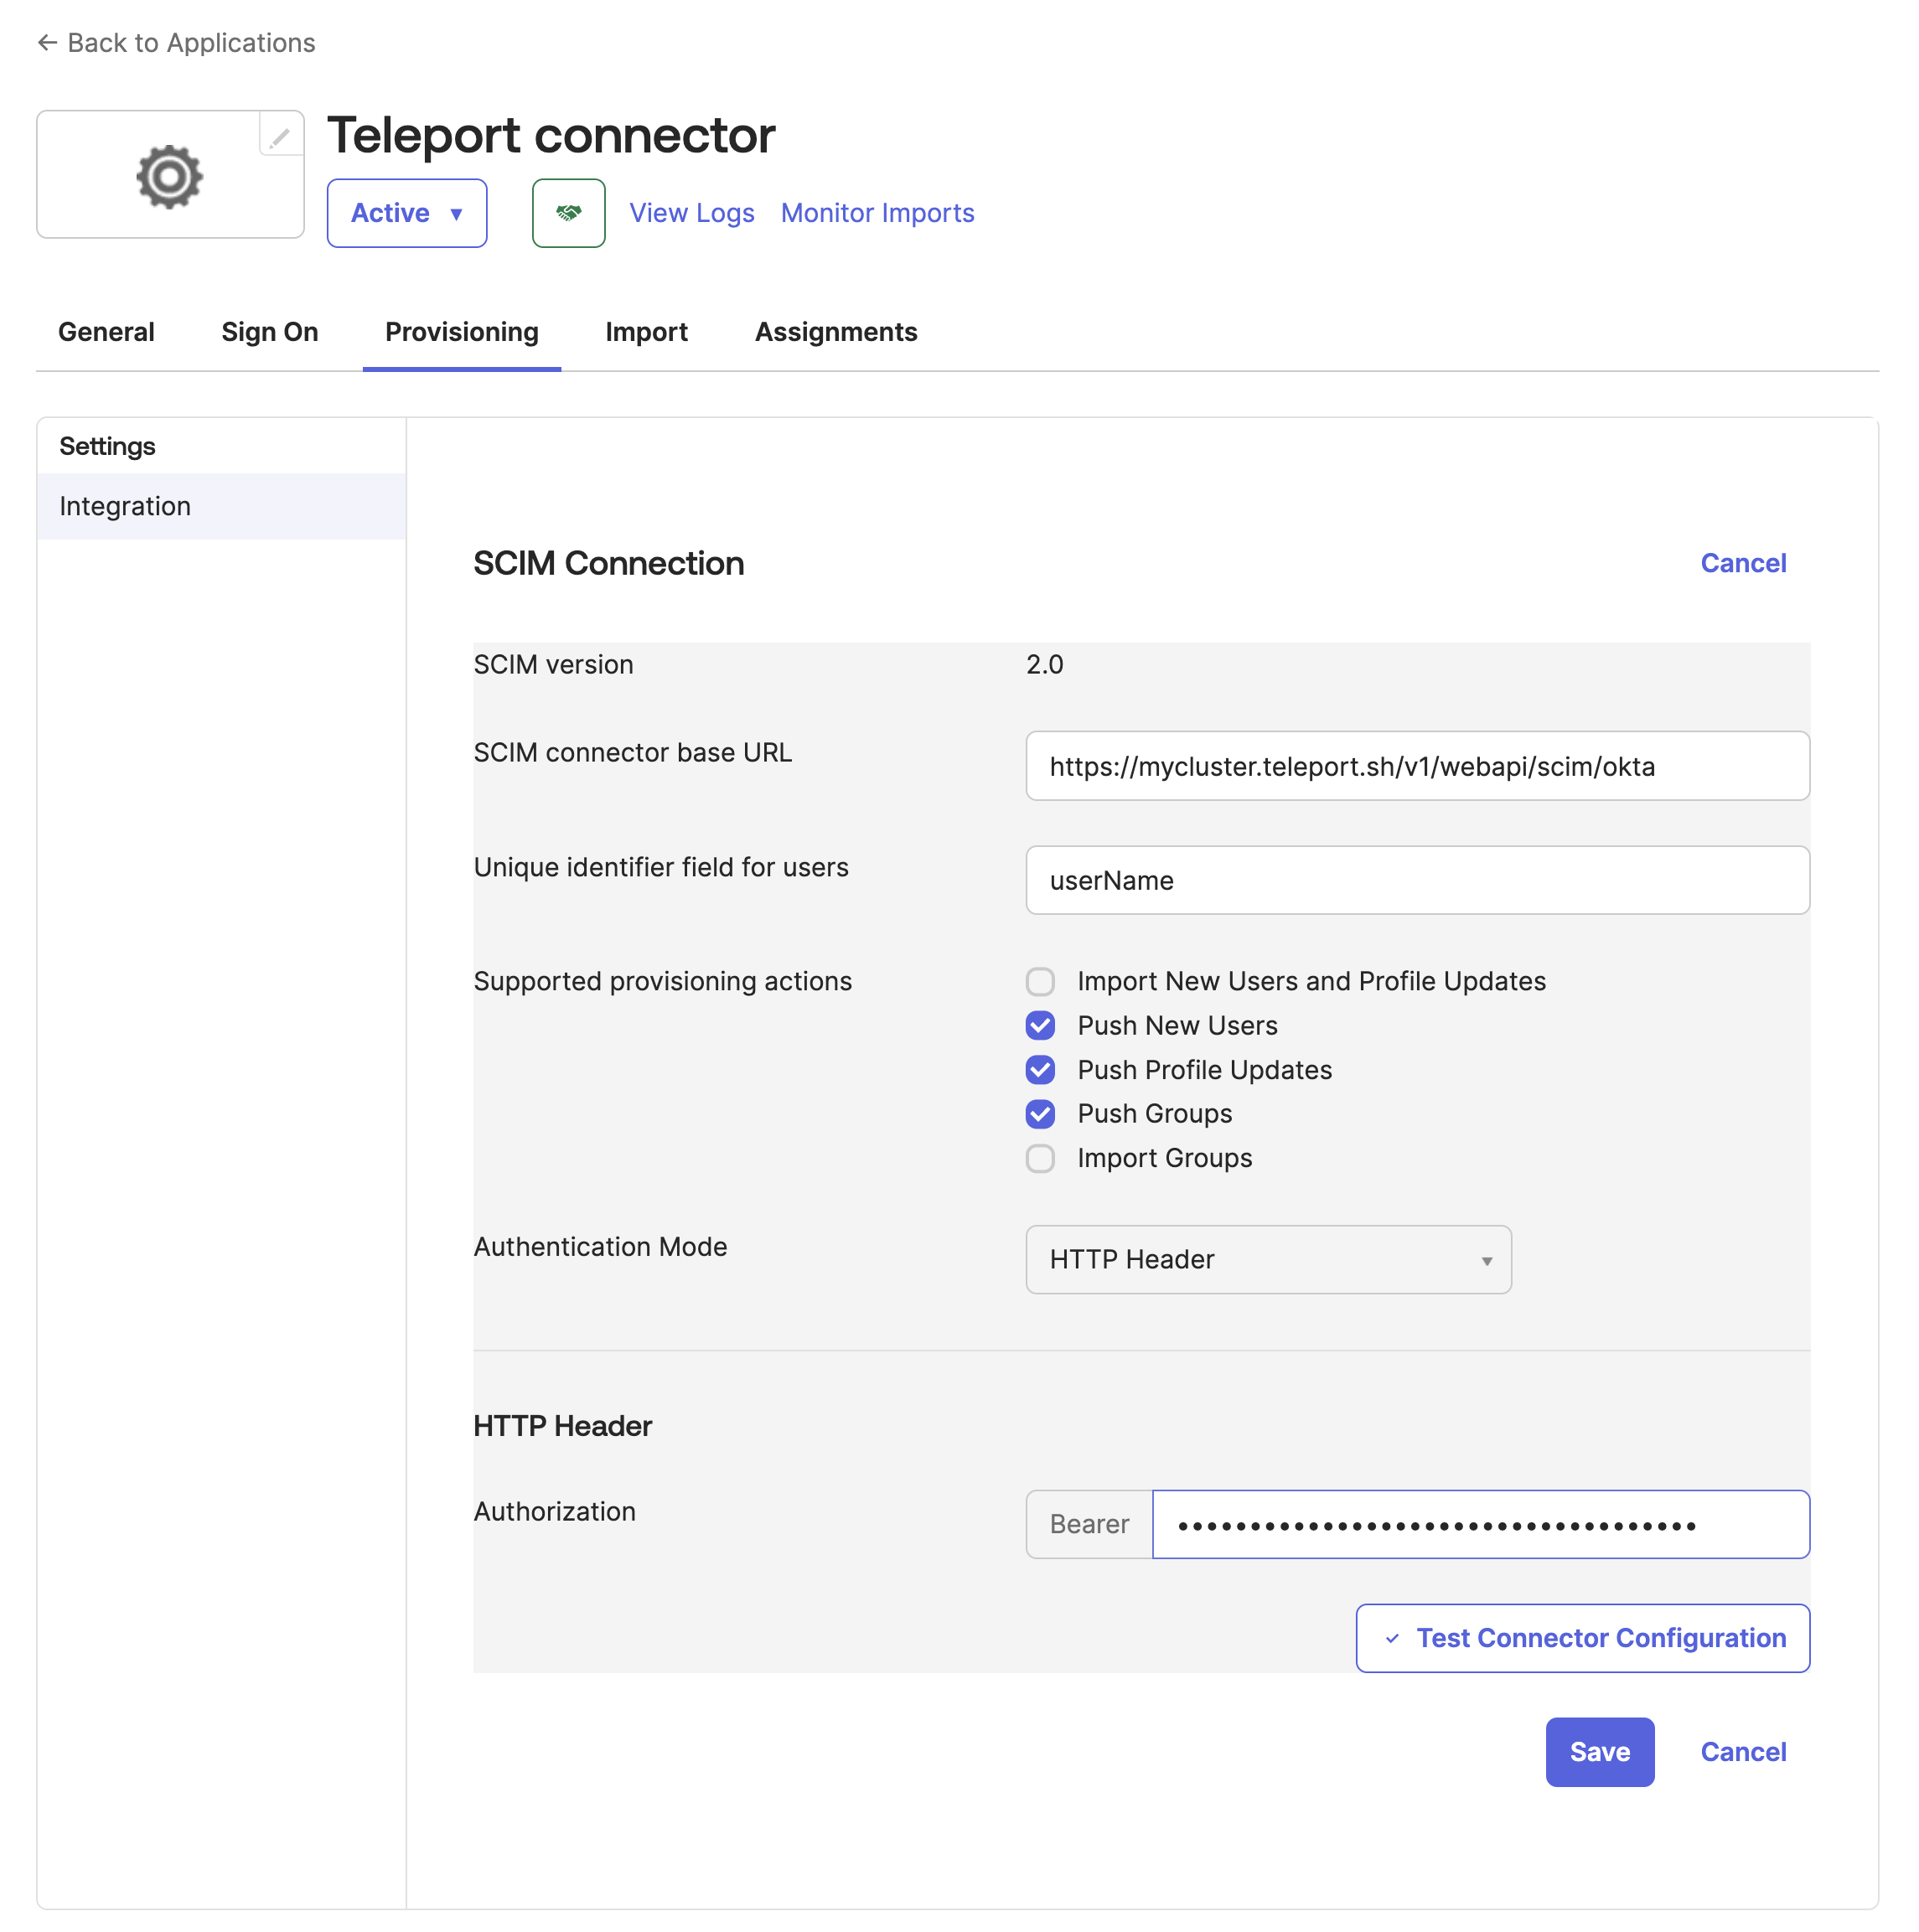 ← Back to Applications
Teleport connector
Active ▼
View Logs Monitor Imports
General Sign On Provisioning Import Assignments
Settings
Integration
SCIM Connection Cancel
SCIM version 2.0
SCIM connector base URL https://mycluster.teleport.sh/v1/webapi/scim/okta
Unique identifier field for users userName
Supported provisioning actions Import New Users and Profile Updates
Push New Users
Push Profile Updates
Push Groups
Import Groups
Authentication Mode HTTP Header
HTTP Header
Authorization Bearer ••••••••••••••••••••••••••••••••••••
Test Connector Configuration
Save Cancel